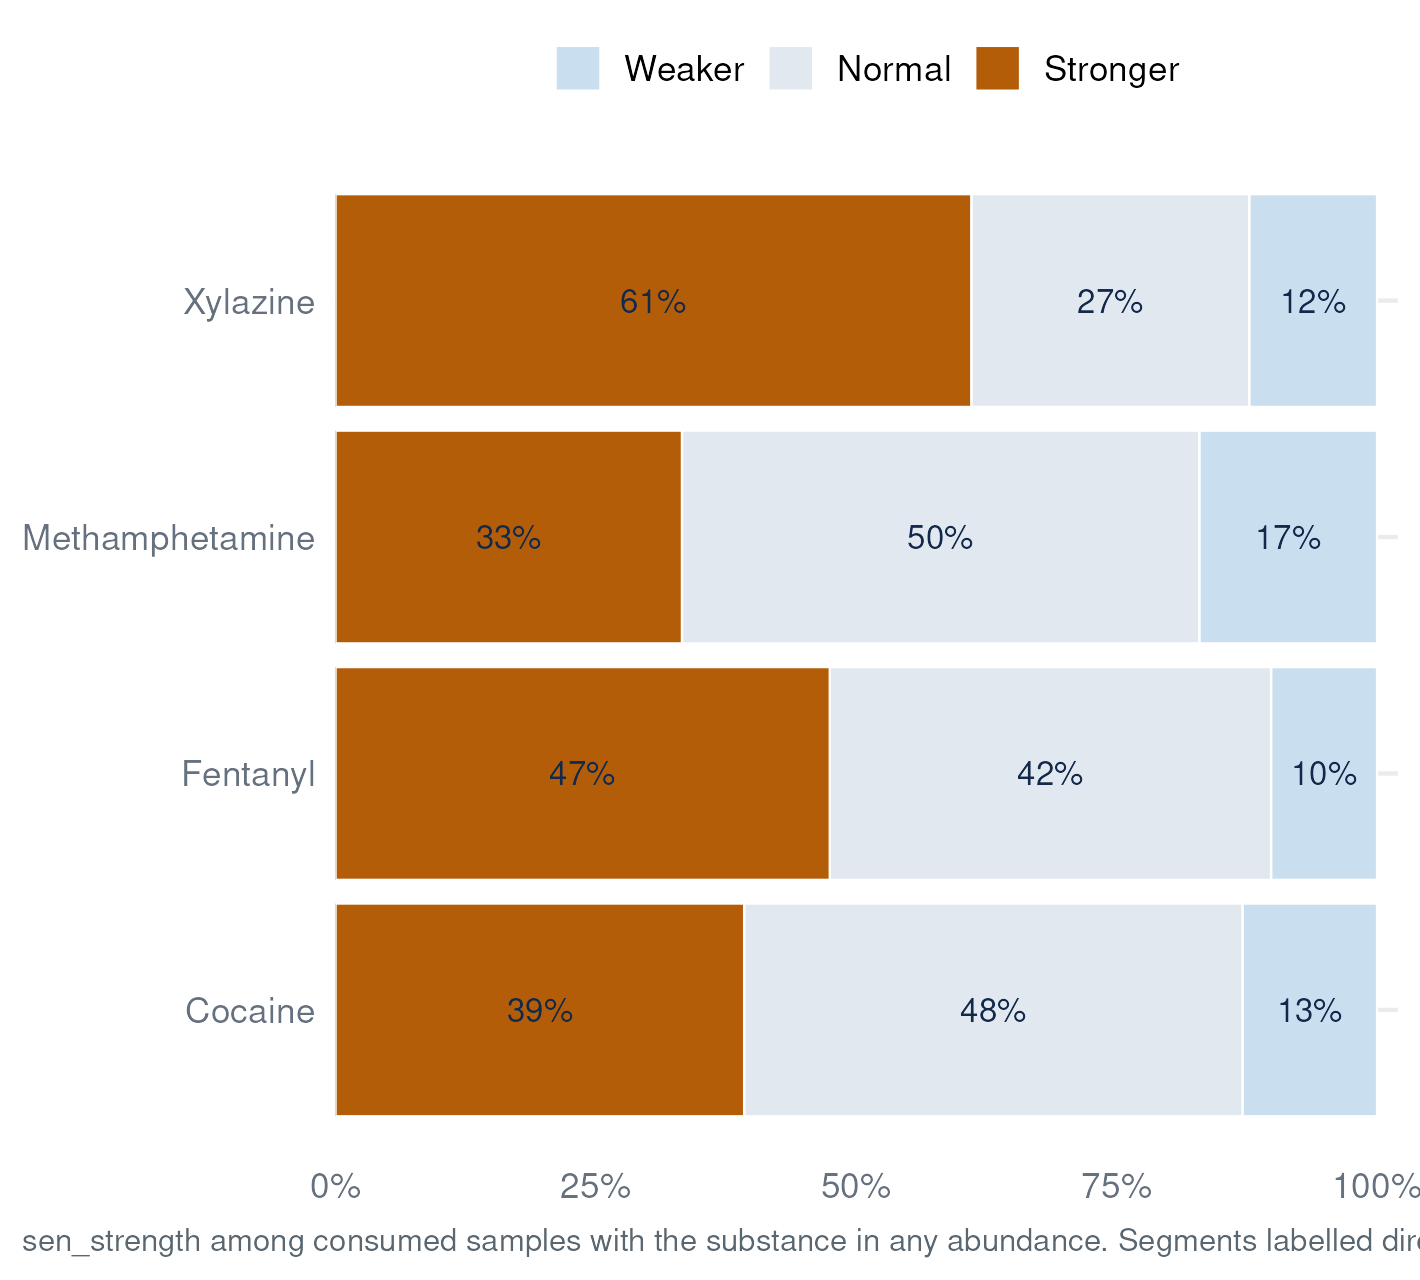 Weaker Normal Stronger
Xylazine 61% 27% 12%
Methamphetamine 33% 50% 17%
Fentanyl 47% 42% 10%
Cocaine 39% 48% 13%
0% 25% 50% 75% 100%
sen_strength among consumed samples with the substance in any abundance. Segments labelled